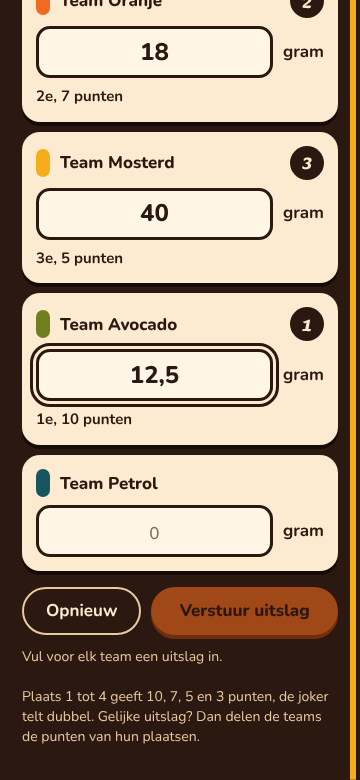 Team Oranje
2
18
gram
2e, 7 punten
Team Mosterd
3
40
gram
3e, 5 punten
Team Avocado
1
12,5
gram
1e, 10 punten
Team Petrol
0
gram
Opnieuw
Verstuur uitslag
Vul voor elk team een uitslag in.
Plaats 1 tot 4 geeft 10, 7, 5 en 3 punten, de joker
telt dubbel. Gelijke uitslag? Dan delen de teams
de punten van hun plaatsen.